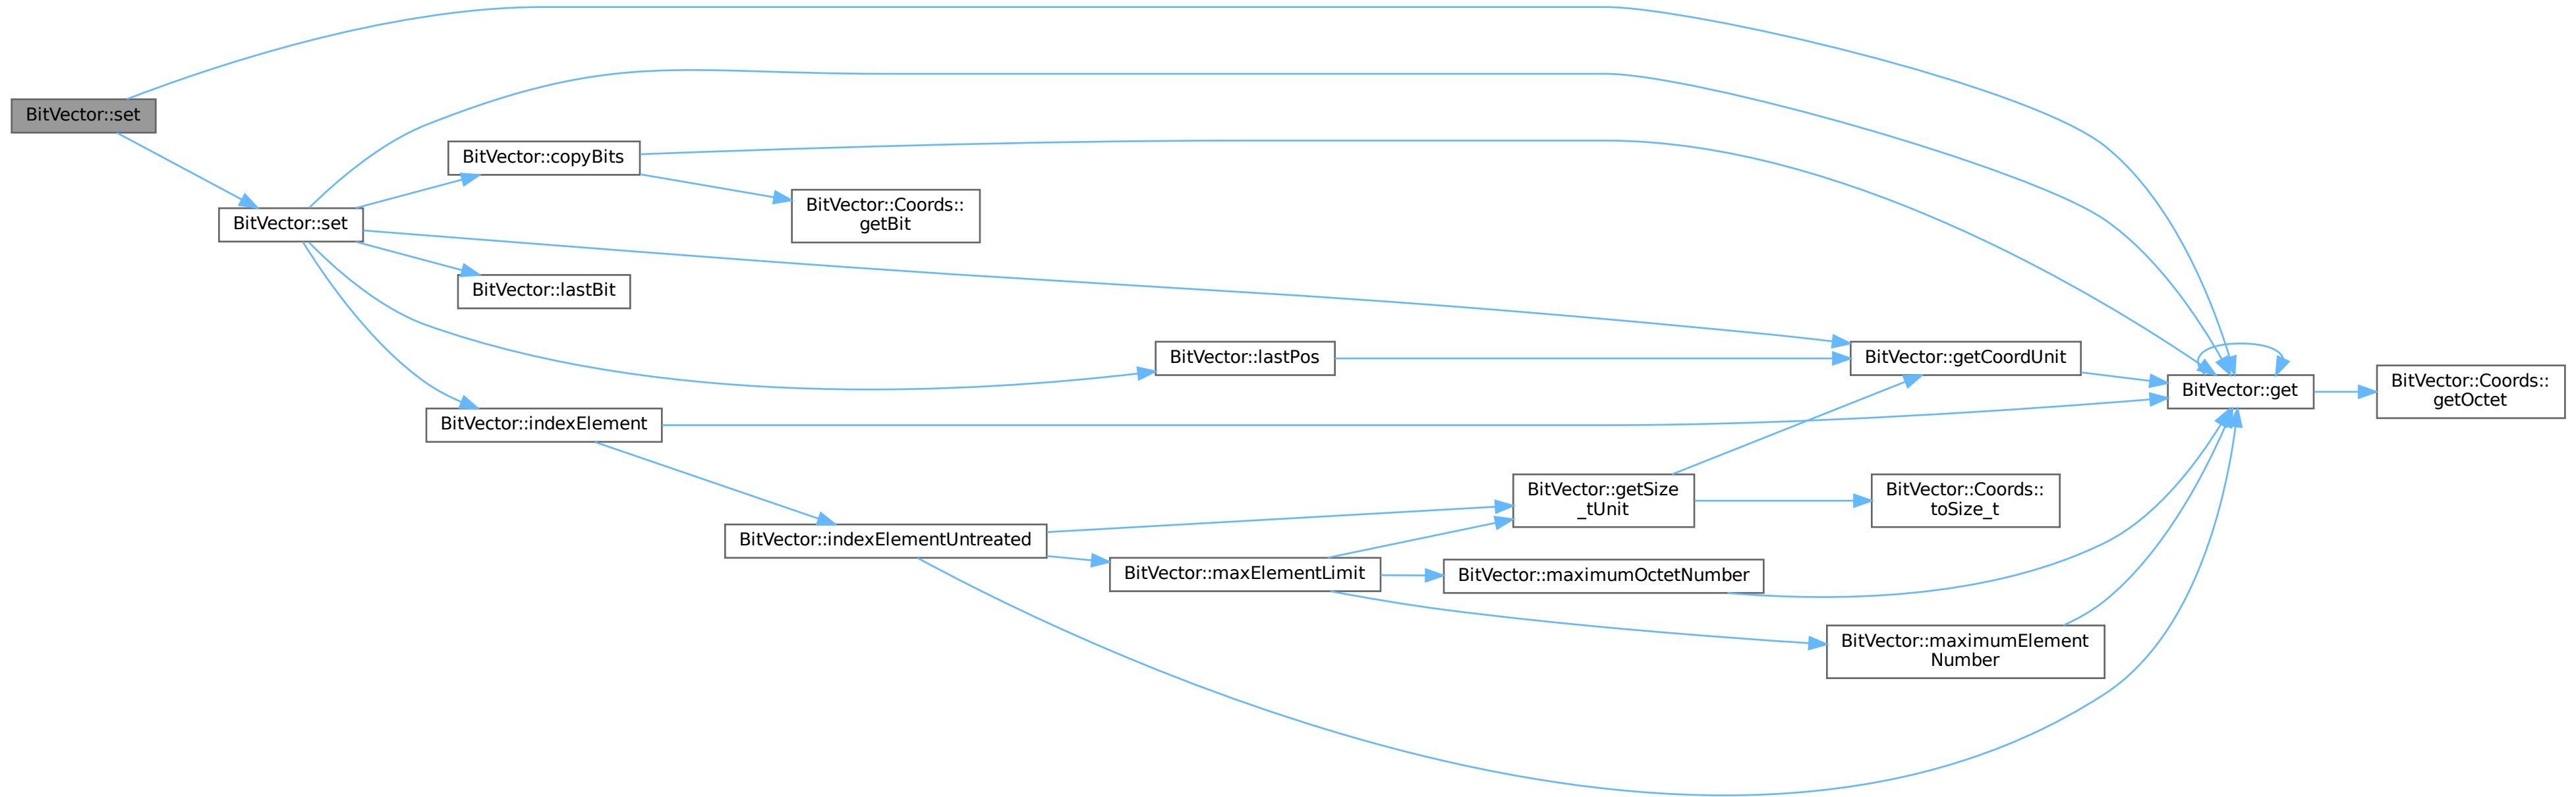 BitVector::set
BitVector::set
BitVector::copyBits
BitVector::Coords::
getBit
BitVector::lastBit
BitVector::lastPos
BitVector::getCoordUnit
BitVector::get
BitVector::Coords::
getOctet
BitVector::indexElement
BitVector::getSize
_tUnit
BitVector::Coords::
toSize_t
BitVector::indexElementUntreated
BitVector::maxElementLimit
BitVector::maximumOctetNumber
BitVector::maximumElement
Number